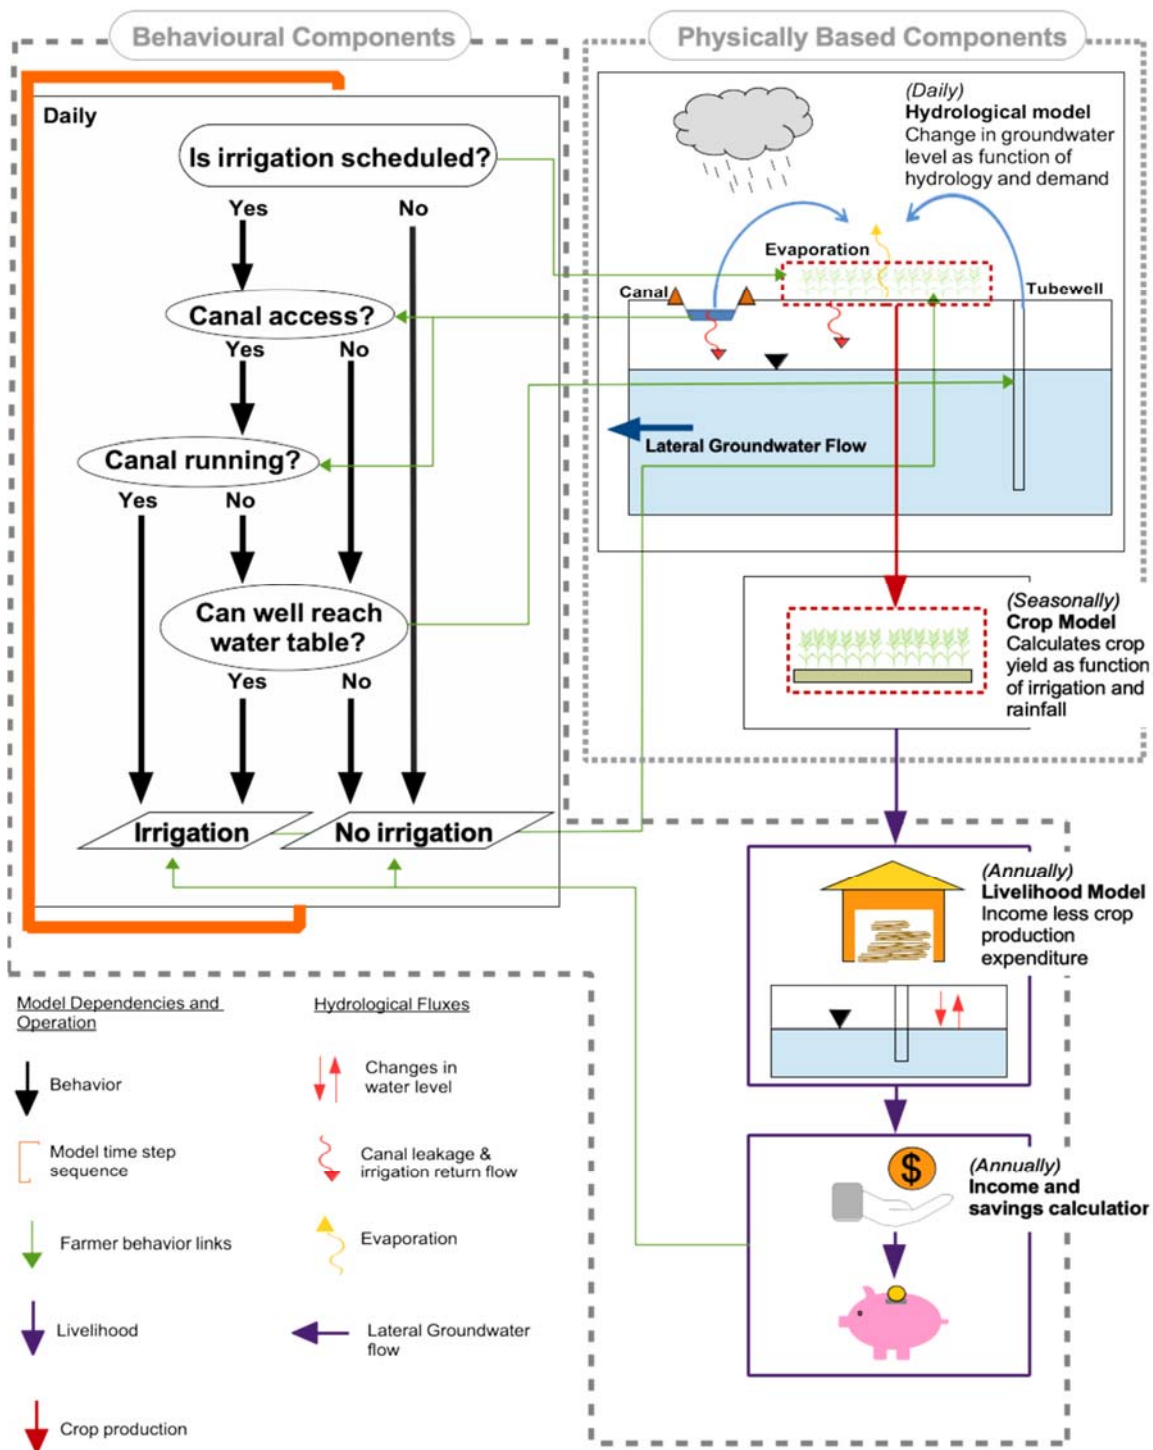 Behavioural Components
Physically Based Components
Daily
Is irrigation scheduled?
Yes
No
Canal access?
Yes
No
Canal running?
Yes
No
Can well reach
water table?
Yes
No
Irrigation
No irrigation
(Daily)
Hydrological model
Change in groundwater
level as function of
hydrology and demand
Evaporation
Canal
Tubewell
Lateral Groundwater Flow
(Seasonally)
Crop Model
Calculates crop
yield as function
of irrigation and
rainfall
(Annually)
Livelihood Model
Income less crop
production
expenditure
$
(Annually)
Income and
savings calculation
Model Dependencies and
Operation
Behavior
Model time step
sequence
Farmer behavior links
Livelihood
Crop production
Hydrological Fluxes
Changes in
water level
Canal leakage &
irrigation return flow
Evaporation
Lateral Groundwater
flow